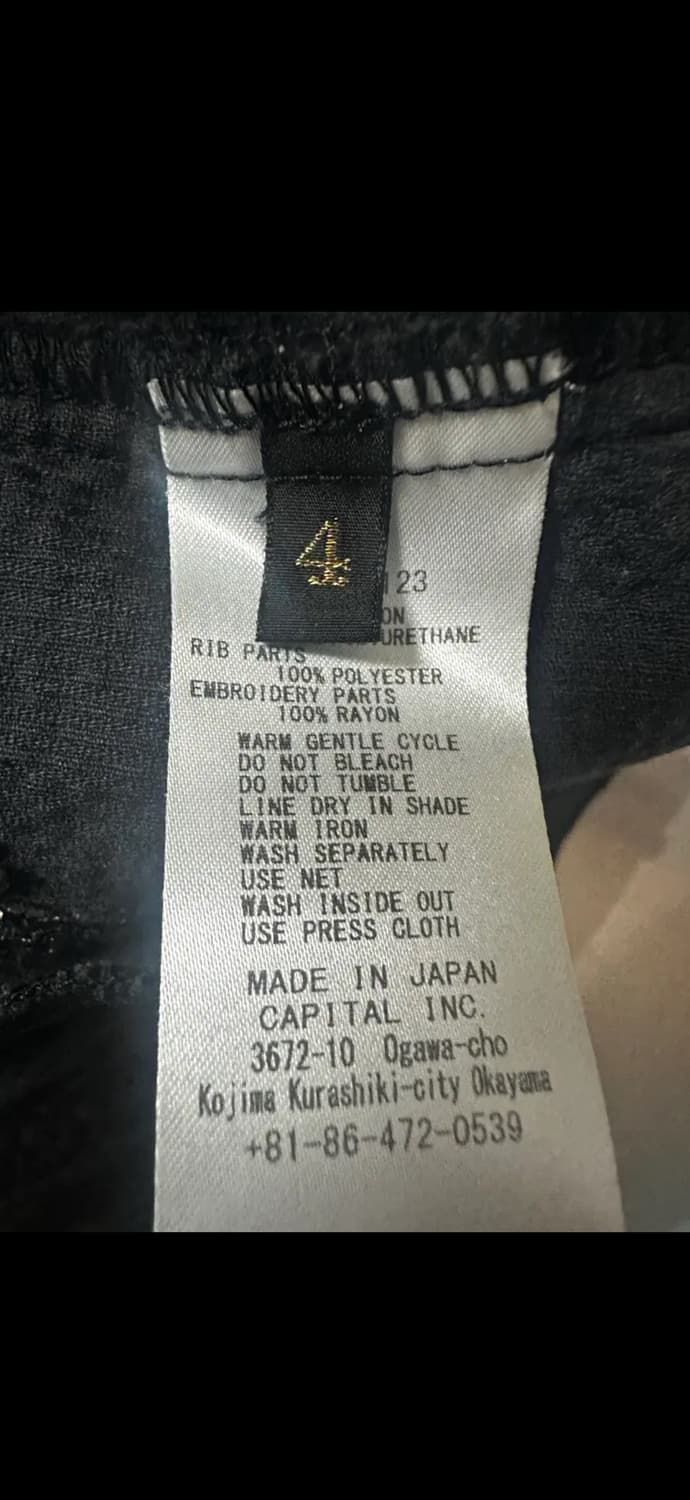 4
123
RIB PARTS
100% POLYESTER
EMBROIDERY PARTS
100% RAYON
WARM GENTLE CYCLE
DO NOT BLEACH
DO NOT TUMBLE
LINE DRY IN SHADE
WARM IRON
WASH SEPARATELY
USE NET
WASH INSIDE OUT
USE PRESS CLOTH
MADE IN JAPAN
CAPITAL INC.
3672-10 Ogawa-cho
Kojima Kurashiki-city Okayama
+81-86-472-0539